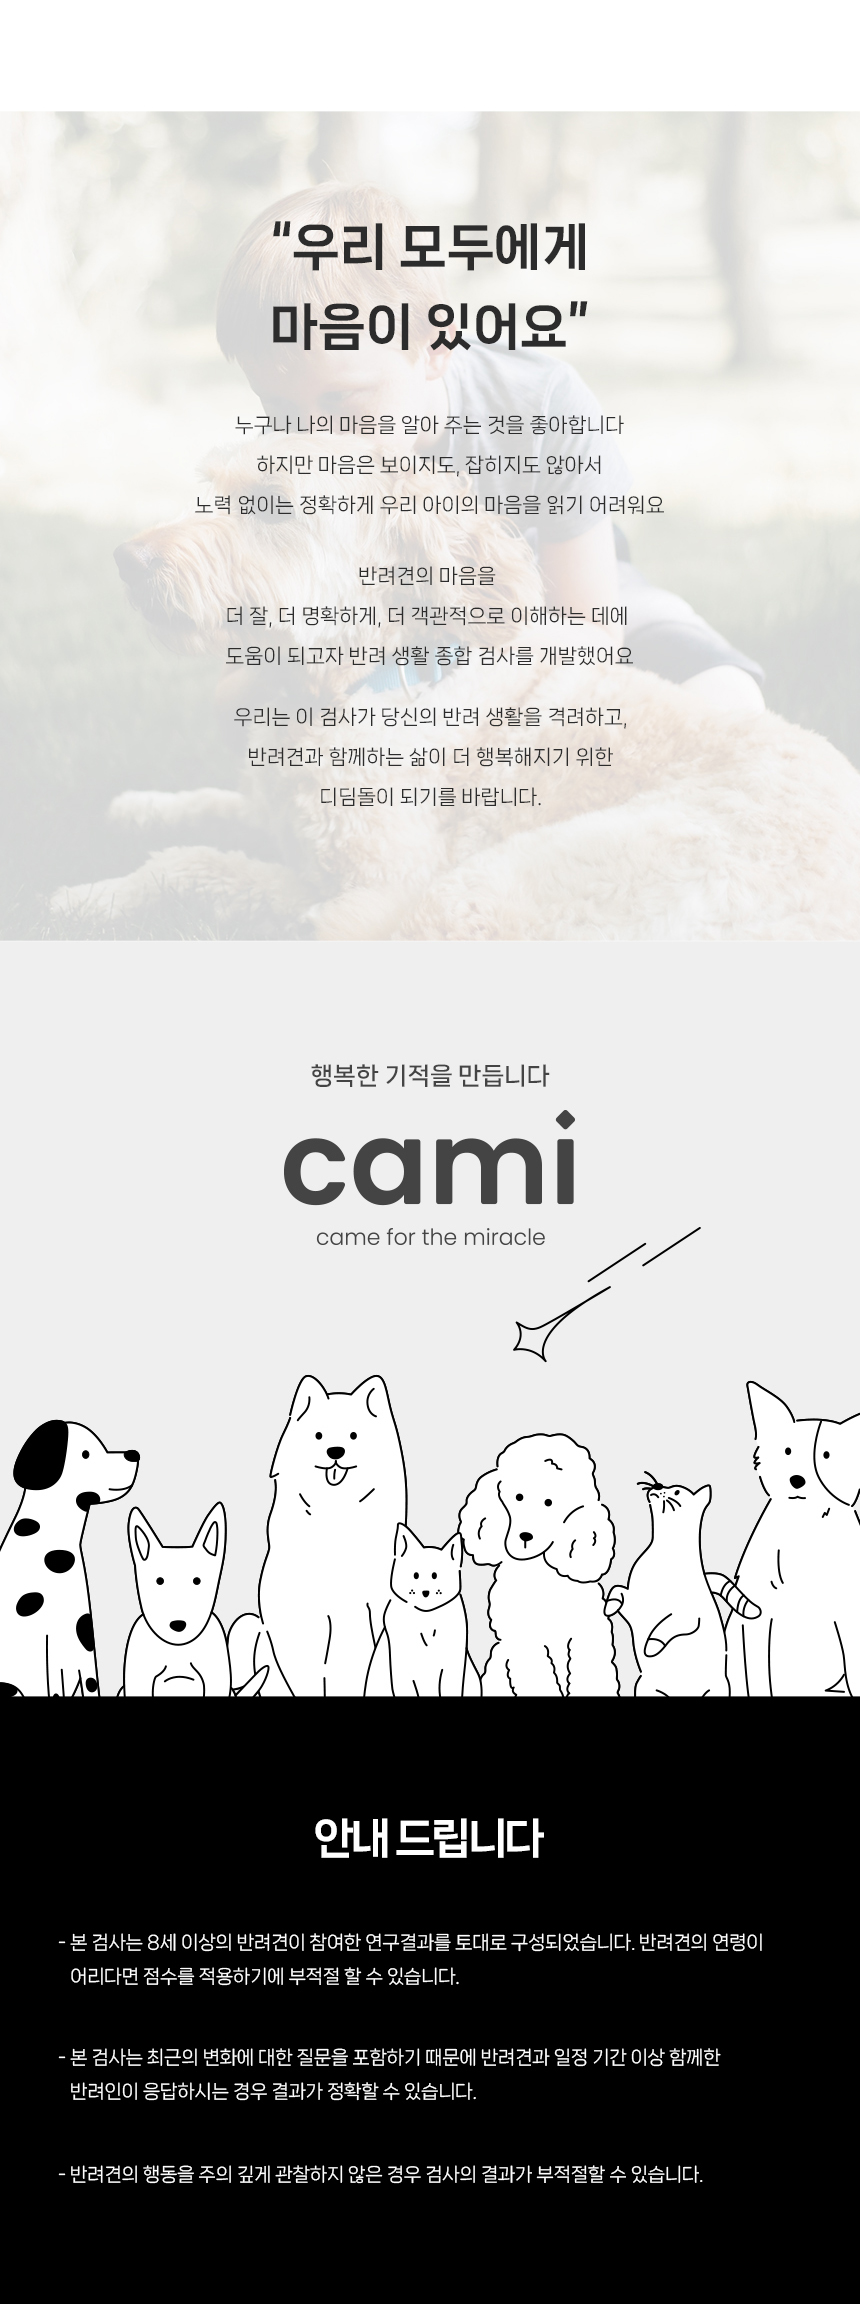 "우리 모두에게
마음이 있어요"
누구나 나의 마음을 알아 주는 것을 좋아합니다
하지만 마음은 보이지도, 잡히지도 않아서
노력 없이는 정확하게 우리 아이의 마음을 읽기 어려워요
반려견의 마음을
더 잘, 더 명확하게, 더 객관적으로 이해하는 데에
도움이 되고자 반려 생활 종합 검사를 개발했어요
우리는 이 검사가 당신의 반려 생활을 격려하고,
반려견과 함께하는 삶이 더 행복해지기 위한
디딤돌이 되기를 바랍니다.
행복한 기적을 만듭니다
cami
came for the miracle
안내 드립니다
- 본 검사는 8세 이상의 반려견이 참여한 연구결과를 토대로 구성되었습니다. 반려견의 연령이
어리다면 점수를 적용하기에 부적절 할 수 있습니다.
- 본 검사는 최근의 변화에 대한 질문을 포함하기 때문에 반려견과 일정 기간 이상 함께한
반려인이 응답하시는 경우 결과가 정확할 수 있습니다.
- 반려견의 행동을 주의 깊게 관찰하지 않은 경우 검사의 결과가 부적절할 수 있습니다.